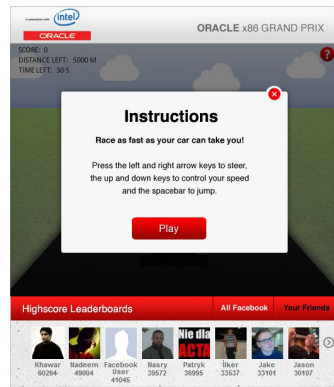 in association with
intel
ORACLE
ORACLE x86 GRAND PRIX
SCORE: 0
DISTANCE LEFT: 5000 M
TIME LEFT: 30 S
?
Instructions
Race as fast as your car can take you!
Press the left and right arrow keys to steer,
the up and down keys to control your speed
and the spacebar to jump.
Play
Highscore Leaderboards
All Facebook
Your Friends
Nie dla
ACTA
Khawar
60264
Nadeem
49004
Facebook
User
41045
Nasry
39572
Patryk
36995
ilker
33537
Jake
33101
Jason
30107